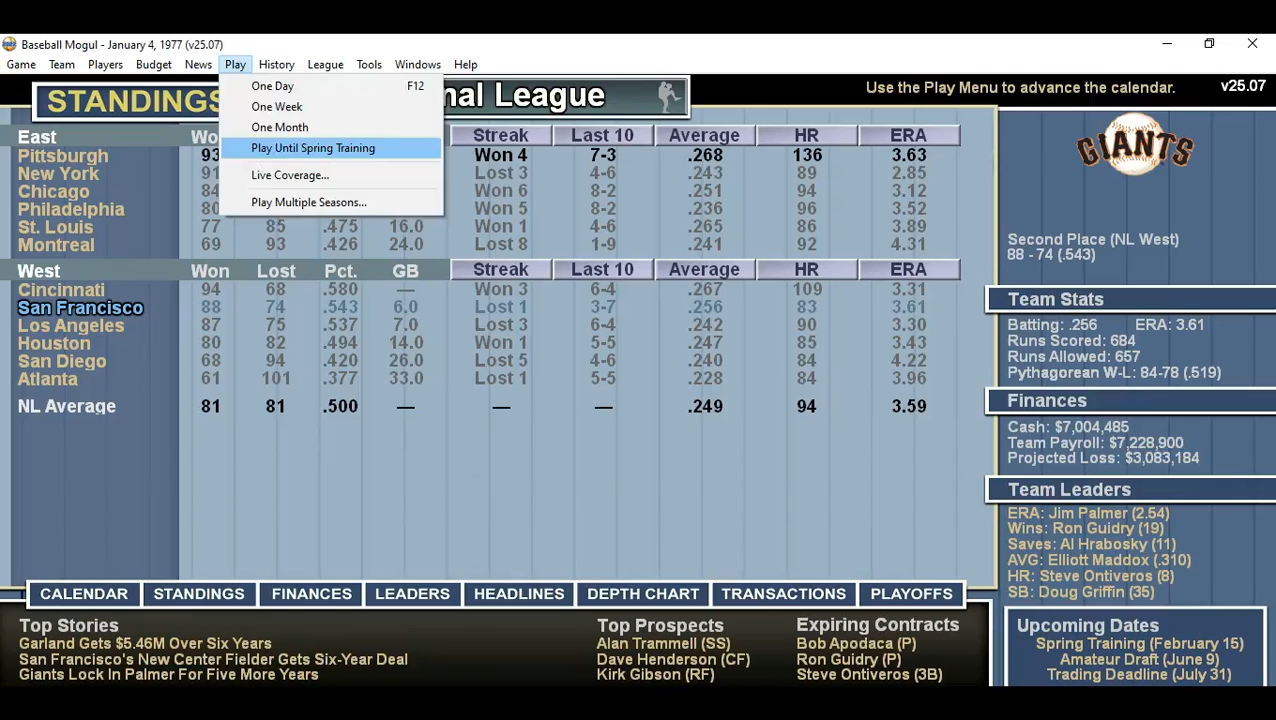 Baseball Mogul - January 4, 1977 (v25.07)
Game Team Players Budget News Play History League Tools Windows Help
One Day F12
One Week
One Month
Play Until Spring Training
Live Coverage...
Play Multiple Seasons...
STANDINGS nal League
Use the Play Menu to advance the calendar. v25.07
East Wo Streak Last 10 Average HR ERA
Pittsburgh 93 Won 4 7-3 .268 136 3.63
New York 91 Lost 3 4-6 .243 89 2.85
Chicago 84 Won 6 8-2 .251 94 3.12
Philadelphia 80 Won 5 8-2 .236 96 3.52
St. Louis 77 85 .475 16.0 Won 1 4-6 .265 86 3.89
Montreal 69 93 .426 24.0 Lost 8 1-9 .241 92 4.31
West Won Lost Pct. GB Streak Last 10 Average HR ERA
Cincinnati 94 68 .580 — Won 3 6-4 .267 109 3.31
San Francisco 88 74 .543 6.0 Lost 1 3-7 .256 83 3.61
Los Angeles 87 75 .537 7.0 Lost 3 6-4 .242 90 3.30
Houston 80 82 .494 14.0 Won 1 5-5 .247 85 3.43
San Diego 68 94 .420 26.0 Lost 5 4-6 .240 84 4.22
Atlanta 61 101 .377 33.0 Lost 1 5-5 .228 84 3.96
NL Average 81 81 .500 — — — .249 94 3.59
GIANTS
Second Place (NL West)
88 - 74 (.543)
Team Stats
Batting: .256 ERA: 3.61
Runs Scored: 684
Runs Allowed: 657
Pythagorean W-L: 84-78 (.519)
Finances
Cash: $7,004,485
Team Payroll: $7,228,900
Projected Loss: $3,083,184
Team Leaders
ERA: Jim Palmer (2.54)
Wins: Ron Guidry (19)
Saves: Al Hrabosky (11)
AVG: Elliott Maddox (.310)
HR: Steve Ontiveros (8)
SB: Doug Griffin (35)
CALENDAR STANDINGS FINANCES LEADERS HEADLINES DEPTH CHART TRANSACTIONS PLAYOFFS
Top Stories
Garland Gets $5.46M Over Six Years
San Francisco's New Center Fielder Gets Six-Year Deal
Giants Lock In Palmer For Five More Years
Top Prospects
Alan Trammell (SS)
Dave Henderson (CF)
Kirk Gibson (RF)
Expiring Contracts
Bob Apodaca (P)
Ron Guidry (P)
Steve Ontiveros (3B)
Upcoming Dates
Spring Training (February 15)
Amateur Draft (June 9)
Trading Deadline (July 31)